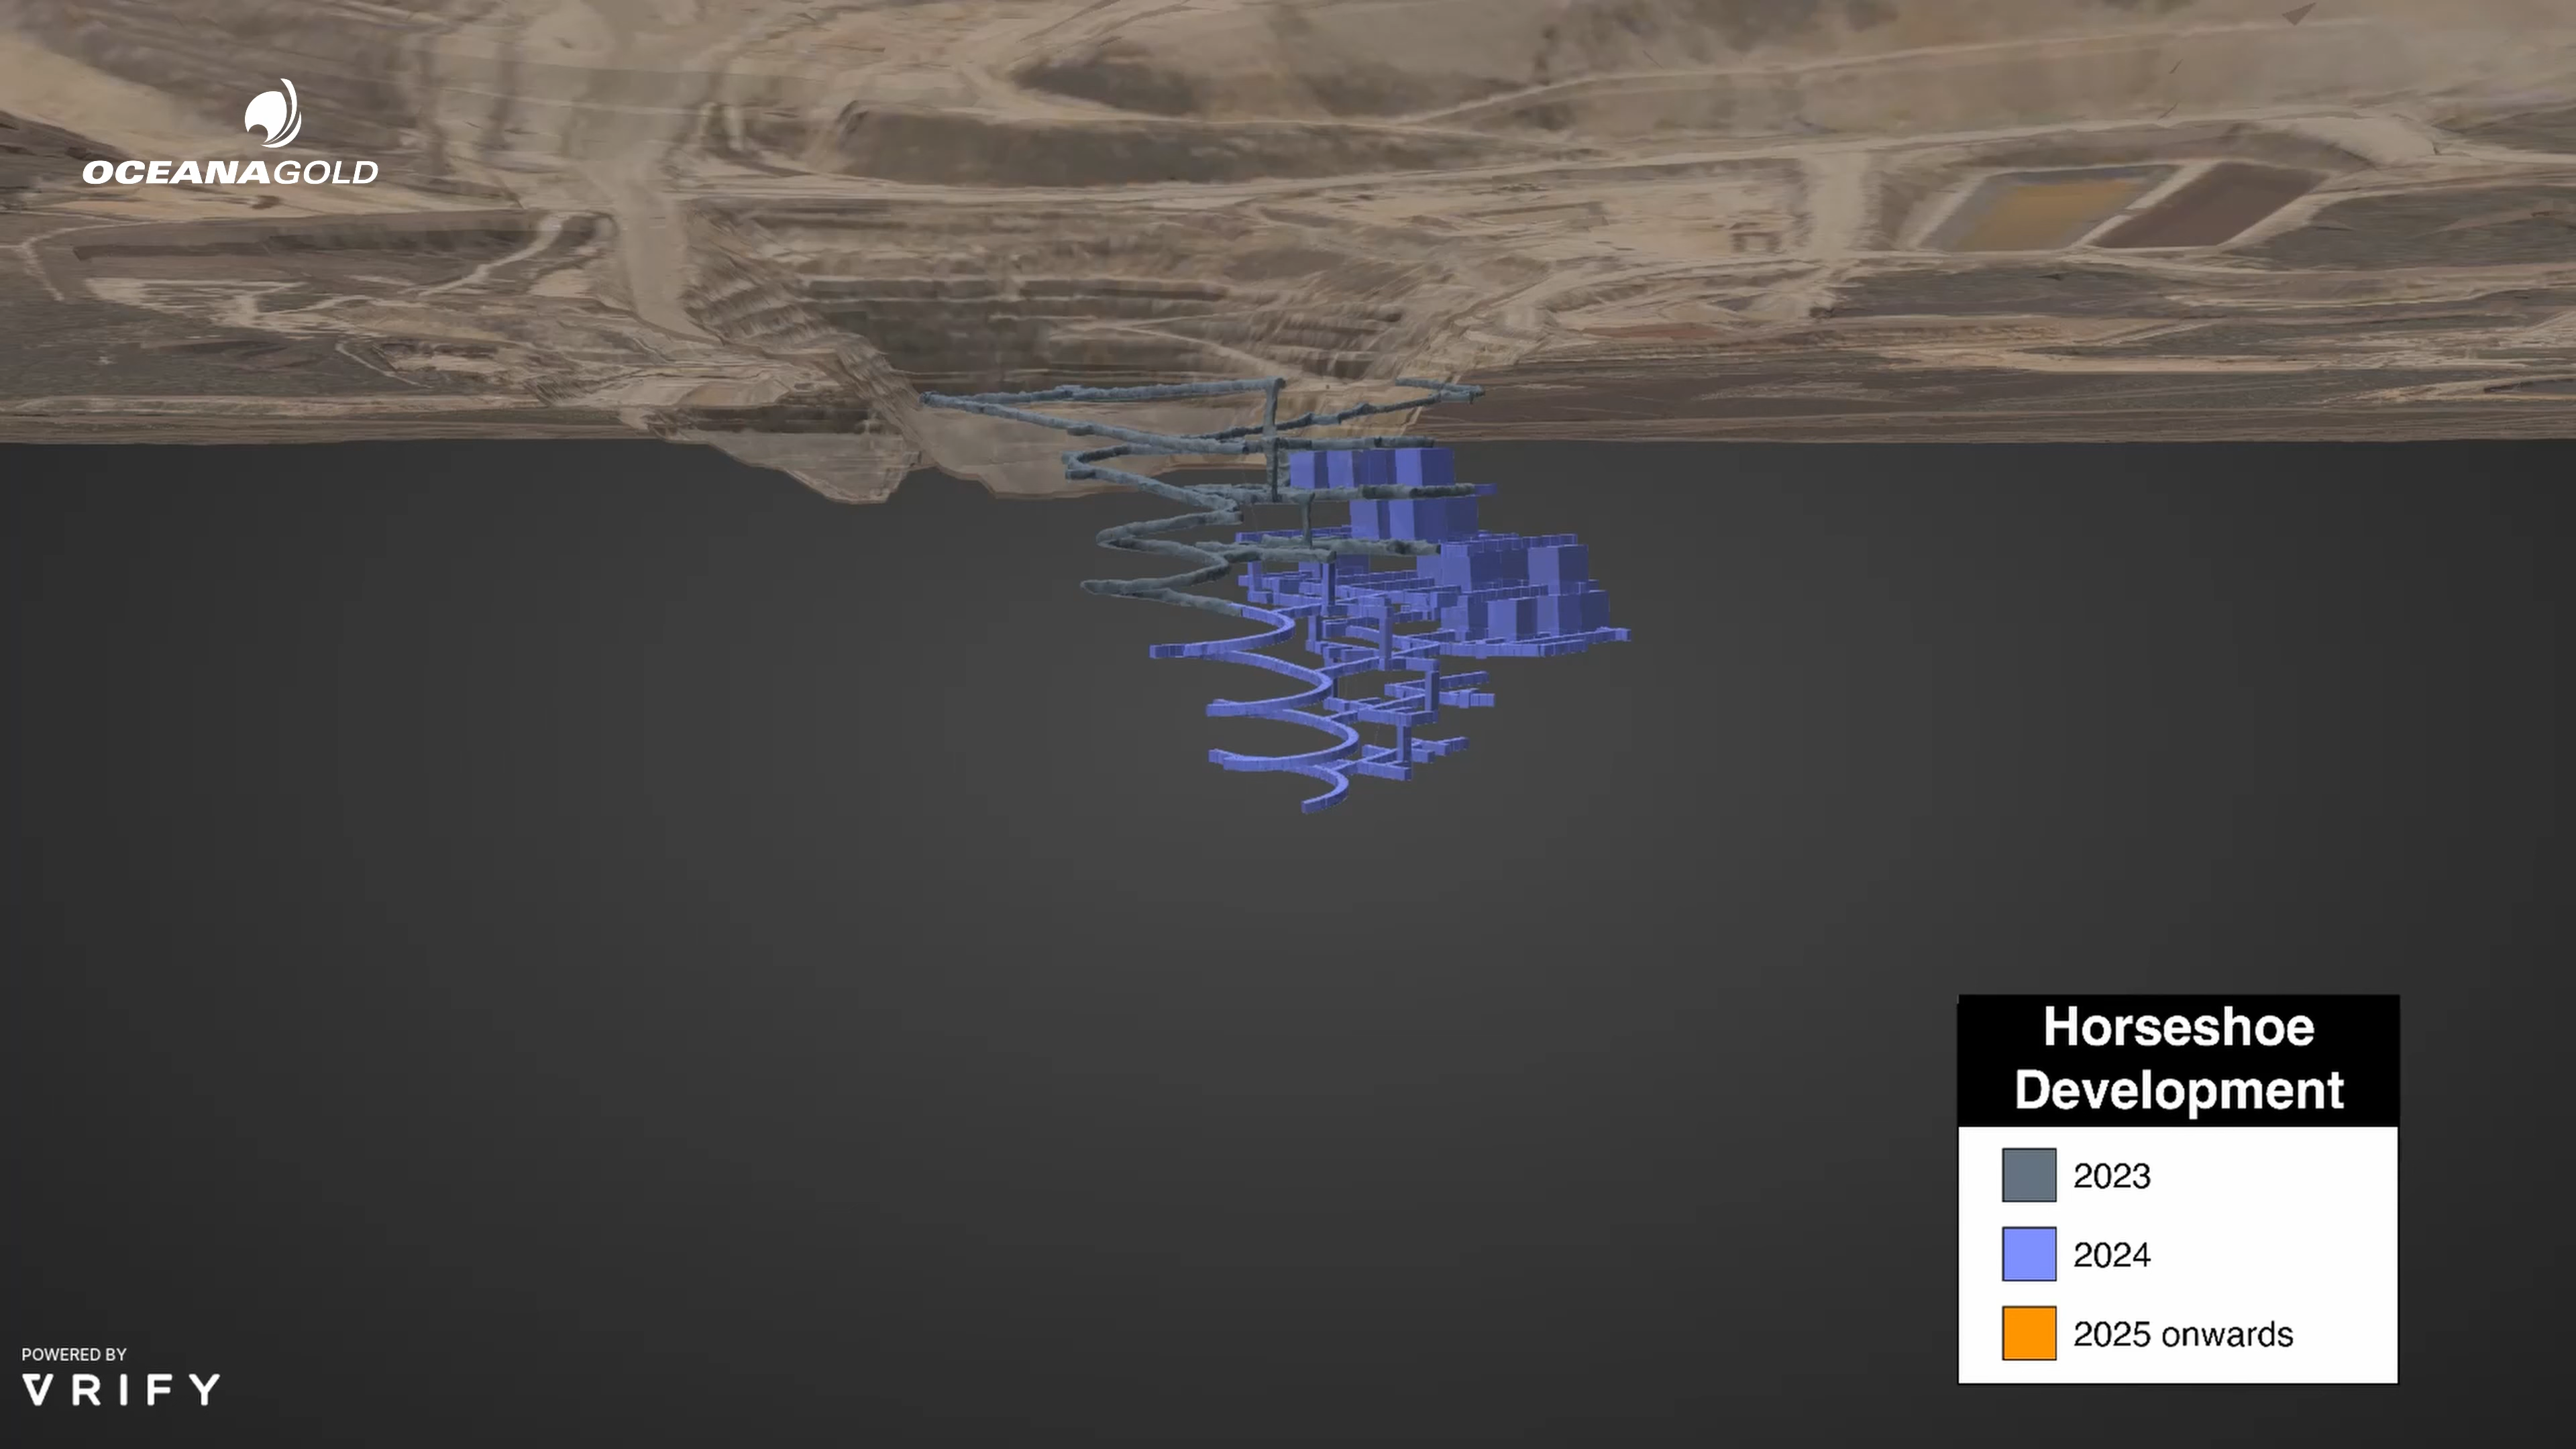 OCEANAGOLD
Horseshoe
Development
2023
2024
2025 onwards
POWERED BY
VRIFY